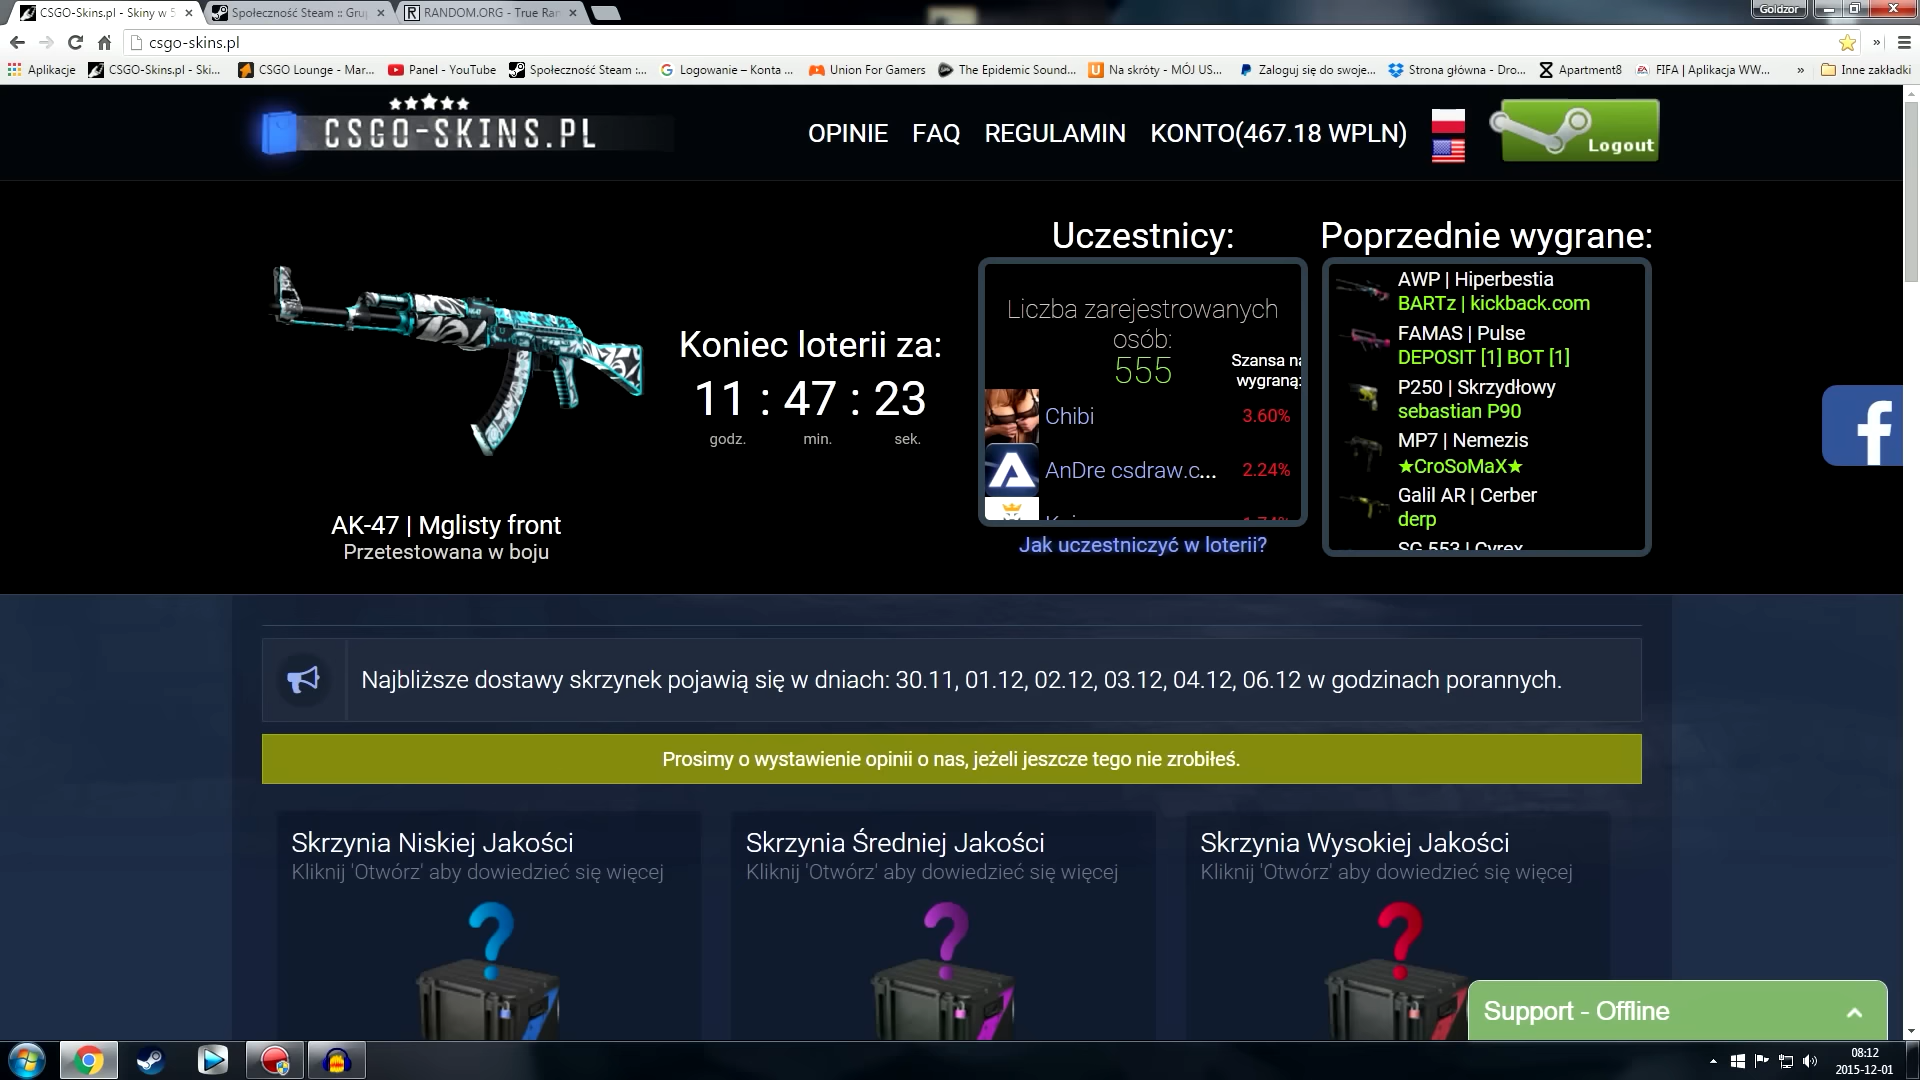 CSGO-Skins.pl - Skiny w 5
Społeczność Steam :: Gru
RANDOM.ORG - True Ran
Goldzor
csgo-skins.pl
Aplikacje
CSGO-Skins.pl - Ski...
CSGO Lounge - Mar...
Panel - YouTube
Społeczność Steam :...
Logowanie – Konta ...
Union For Gamers
The Epidemic Sound...
Na skróty - MÓJ US...
Zaloguj się do swoje...
Strona główna - Dro...
Apartment8
FIFA | Aplikacja WW...
»
Inne zakładki
CSGO-SKINS.PL
OPINIE
FAQ
REGULAMIN
KONTO(467.18 WPLN)
Logout
Koniec loterii za:
11 : 47 : 23
godz. min. sek.
AK-47 | Mglisty front
Przetestowana w boju
Uczestnicy:
Liczba zarejestrowanych
osób:
555
Szansa na
wygraną:
Chibi 3.60%
AnDre csdraw.c... 2.24%
Jak uczestniczyć w loterii?
Poprzednie wygrane:
AWP | Hiperbestia
BARTz | kickback.com
FAMAS | Pulse
DEPOSIT [1] BOT [1]
P250 | Skrzydłowy
sebastian P90
MP7 | Nemezis
★CroSoMaX★
Galil AR | Cerber
derp
SG 553 | Cyrex
f
Najbliższe dostawy skrzynek pojawią się w dniach: 30.11, 01.12, 02.12, 03.12, 04.12, 06.12 w godzinach porannych.
Prosimy o wystawienie opinii o nas, jeżeli jeszcze tego nie zrobiłeś.
Skrzynia Niskiej Jakości
Kliknij 'Otwórz' aby dowiedzieć się więcej
?
Skrzynia Średniej Jakości
Kliknij 'Otwórz' aby dowiedzieć się więcej
?
Skrzynia Wysokiej Jakości
Kliknij 'Otwórz' aby dowiedzieć się więcej
?
Support - Offline
08:12
2015-12-01